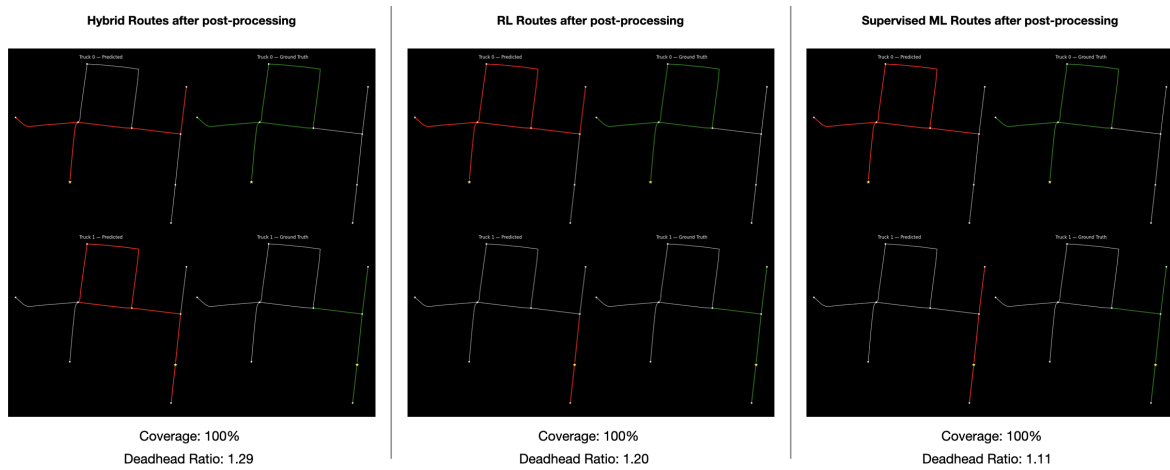 Hybrid Routes after post-processing
Truck 0 — Predicted
Truck 0 — Ground Truth
Truck 1 — Predicted
Truck 1 — Ground Truth
Coverage: 100%
Deadhead Ratio: 1.29
RL Routes after post-processing
Truck 0 — Predicted
Truck 0 — Ground Truth
Truck 1 — Predicted
Truck 1 — Ground Truth
Coverage: 100%
Deadhead Ratio: 1.20
Supervised ML Routes after post-processing
Truck 0 — Predicted
Truck 0 — Ground Truth
Truck 1 — Predicted
Truck 1 — Ground Truth
Coverage: 100%
Deadhead Ratio: 1.11